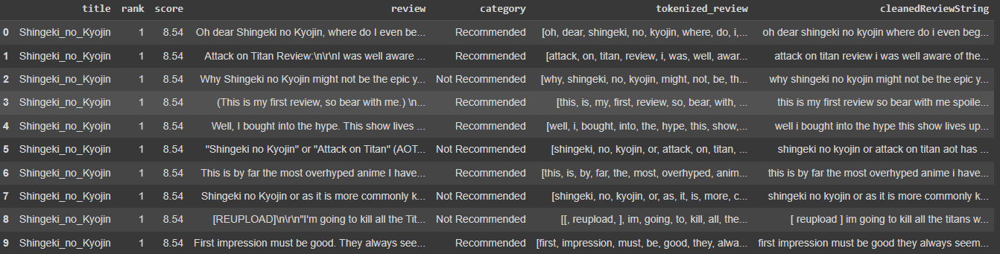 title rank score review category tokenized_review cleanedReviewString
0 Shingeki_no_Kyojin 1 8.54 Oh dear Shingeki no Kyojin, where do I even be... Recommended [oh, dear, shingeki, no, kyojin, where, do, i,... oh dear shingeki no kyojin where do i even beg...
1 Shingeki_no_Kyojin 1 8.54 Attack on Titan Review:\n\r\nI was well aware ... Recommended [attack, on, titan, review, i, was, well, awar... attack on titan review i was well aware of the...
2 Shingeki_no_Kyojin 1 8.54 Why Shingeki no Kyojin might not be the epic y... Not Recommended [why, shingeki, no, kyojin, might, not, be, th... why shingeki no kyojin might not be the epic y...
3 Shingeki_no_Kyojin 1 8.54 (This is my first review, so bear with me.) \n... Recommended [this, is, my, first, review, so, bear, with, ... this is my first review so bear with me spoile...
4 Shingeki_no_Kyojin 1 8.54 Well, I bought into the hype. This show lives ... Recommended [well, i, bought, into, the, hype, this, show,... well i bought into the hype this show lives up...
5 Shingeki_no_Kyojin 1 8.54 "Shingeki no Kyojin" or "Attack on Titan" (AOT... Not Recommended [shingeki, no, kyojin, or, attack, on, titan, ... shingeki no kyojin or attack on titan aot has ...
6 Shingeki_no_Kyojin 1 8.54 This is by far the most overhyped anime I have... Recommended [this, is, by, far, the, most, overhyped, anim... this is by far the most overhyped anime i have...
7 Shingeki_no_Kyojin 1 8.54 Shingeki no Kyojin or as it is more commonly k... Not Recommended [shingeki, no, kyojin, or, as, it, is, more, c... shingeki no kyojin or as it is more commonly k...
8 Shingeki_no_Kyojin 1 8.54 [REUPLOAD]\n\r\n"I'm going to kill all the Tit... Not Recommended [[, reupload, ], im, going, to, kill, all, the... [ reupload ] im going to kill all the titans w...
9 Shingeki_no_Kyojin 1 8.54 First impression must be good. They always see... Recommended [first, impression, must, be, good, they, alwa... first impression must be good they always seem...